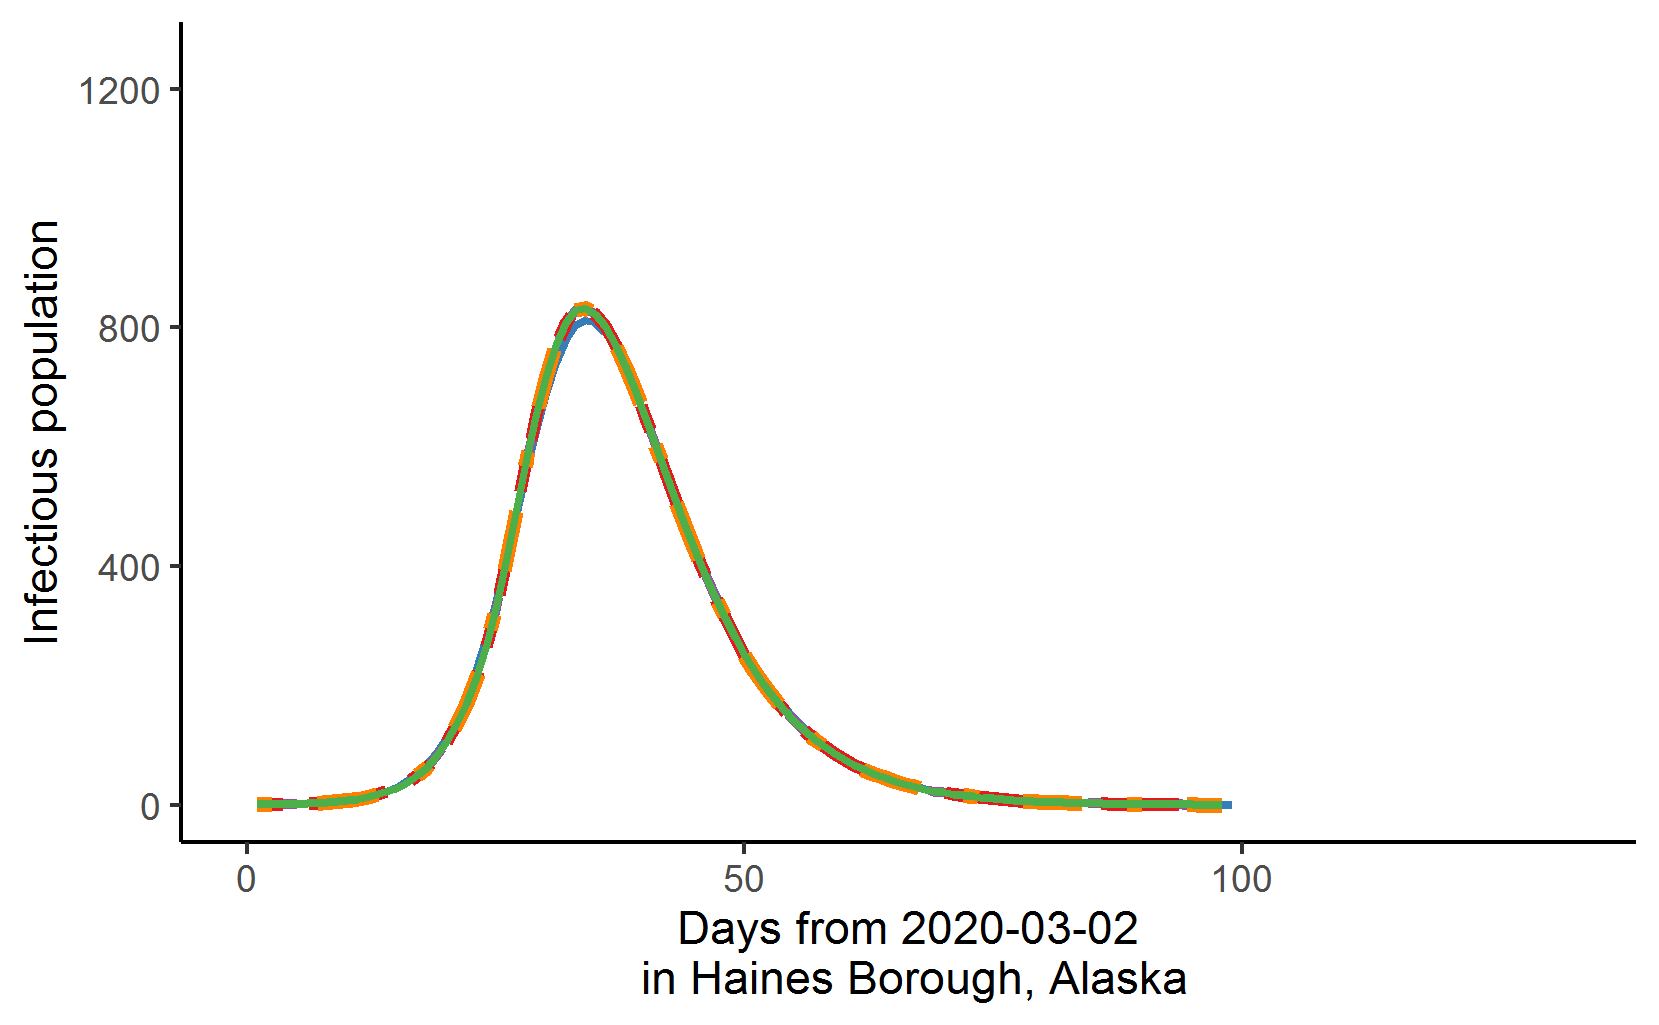 1200
800
400
0
Infectious population
0 50 100
Days from 2020-03-02
in Haines Borough, Alaska